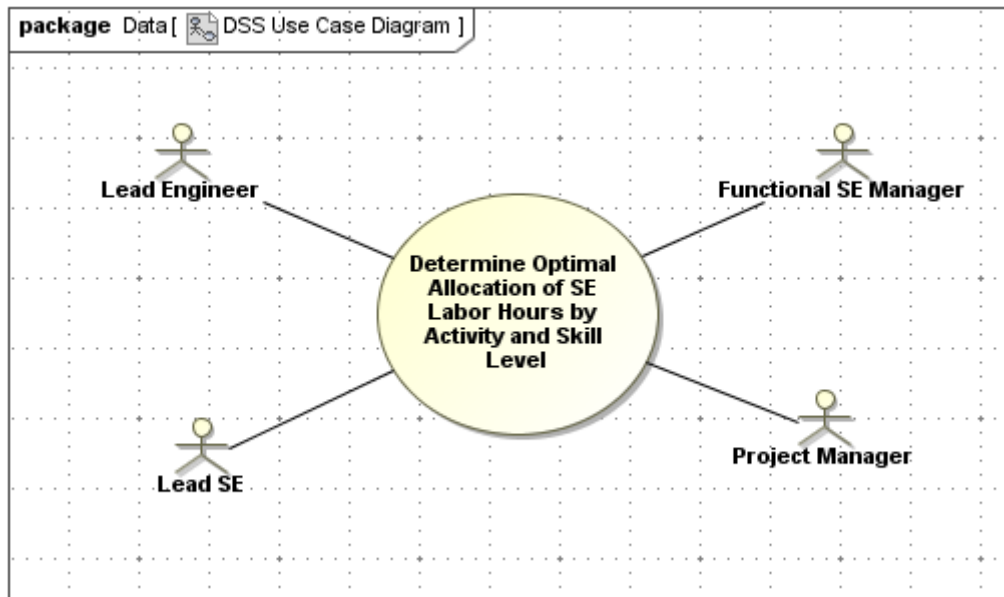 package Data [ DSS Use Case Diagram ]
Lead Engineer
Functional SE Manager
Determine Optimal
Allocation of SE
Labor Hours by
Activity and Skill
Level
Lead SE
Project Manager